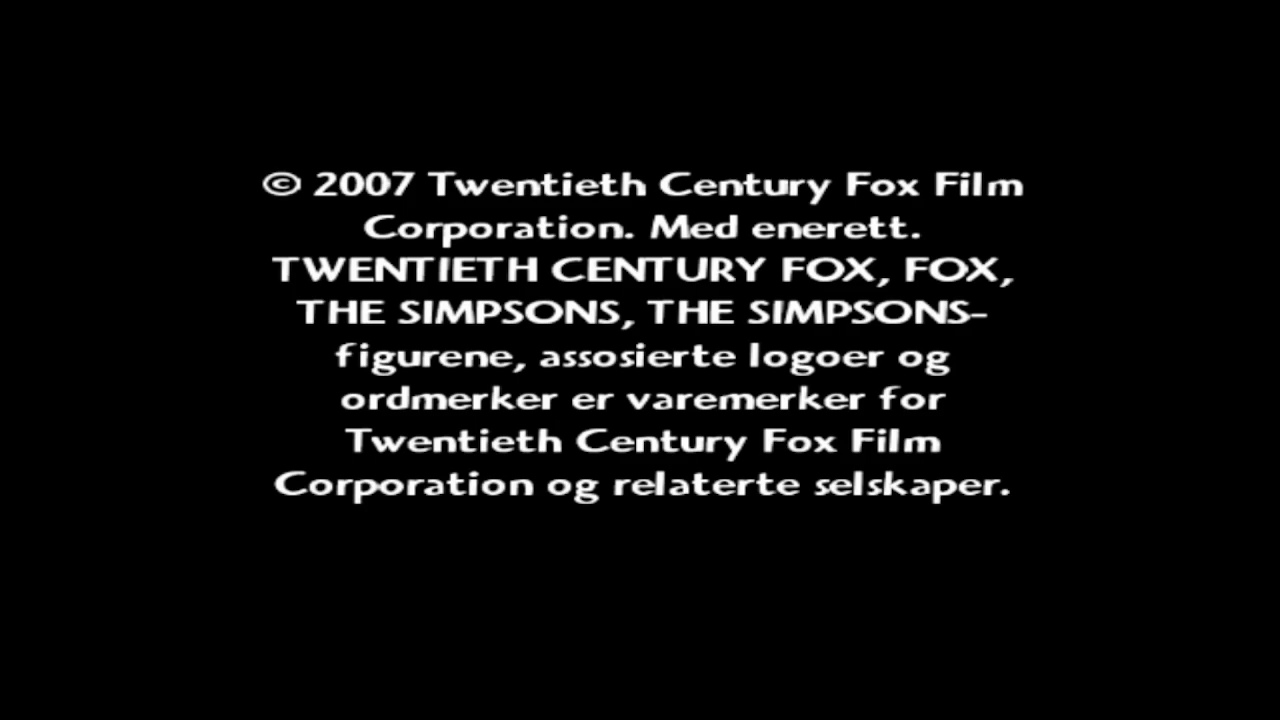 © 2007 Twentieth Century Fox Film
Corporation. Med enerett.
TWENTIETH CENTURY FOX, FOX,
THE SIMPSONS, THE SIMPSONS-
figurene, assosierte logoer og
ordmerker er varemerker for
Twentieth Century Fox Film
Corporation og relaterte selskaper.